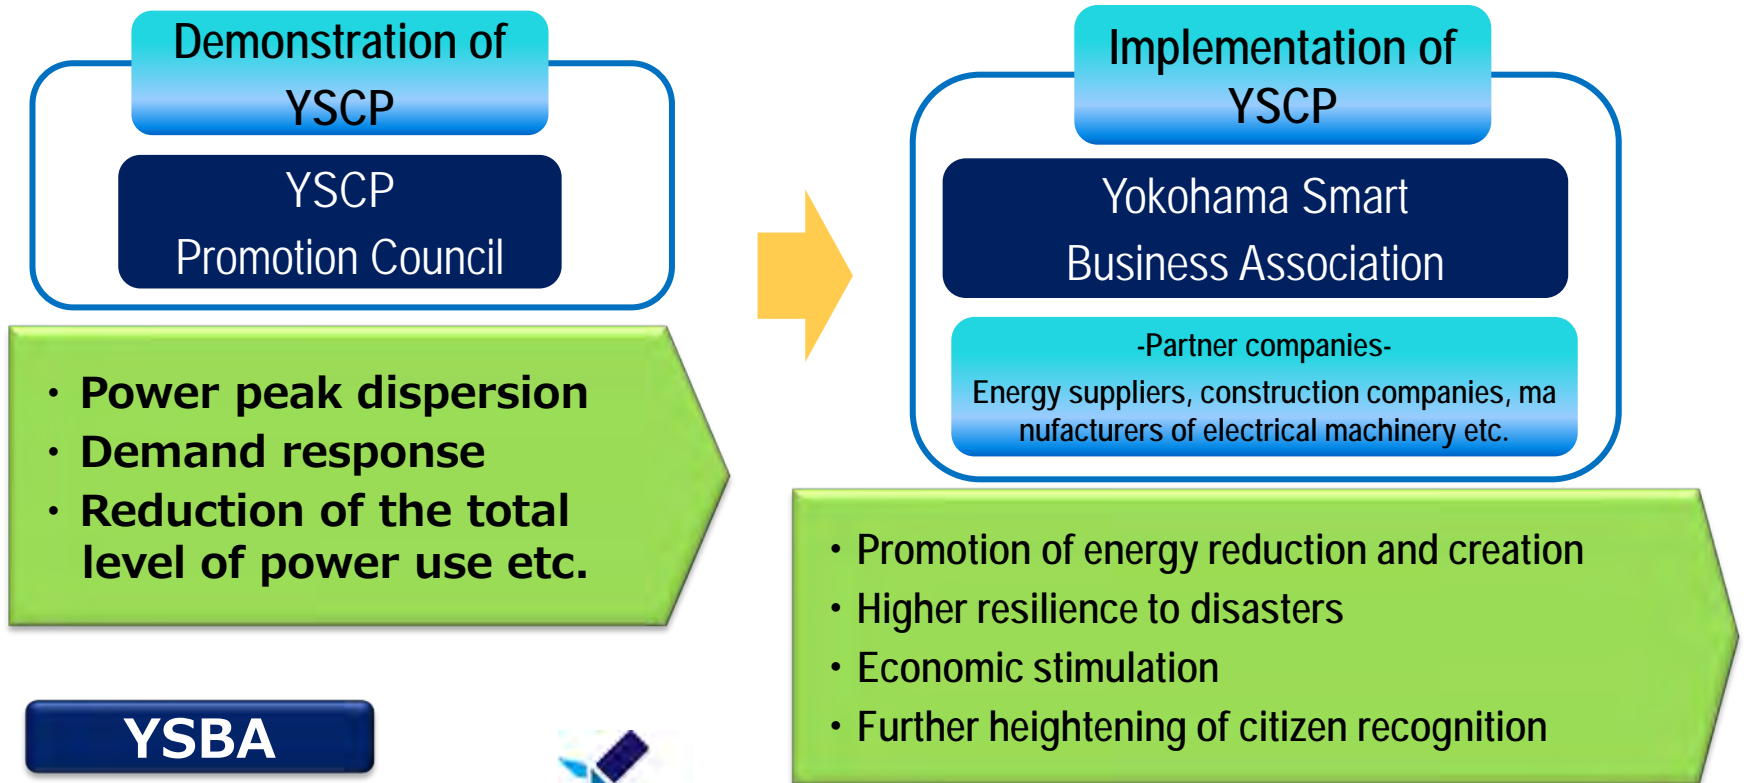 Demonstration of
YSCP
YSCP
Promotion Council
・Power peak dispersion
・Demand response
・Reduction of the total
level of power use etc.
YSBA
Implementation of
YSCP
Yokohama Smart
Business Association
-Partner companies-
Energy suppliers, construction companies, ma
nufacturers of electrical machinery etc.
・Promotion of energy reduction and creation
・Higher resilience to disasters
・Economic stimulation
・Further heightening of citizen recognition